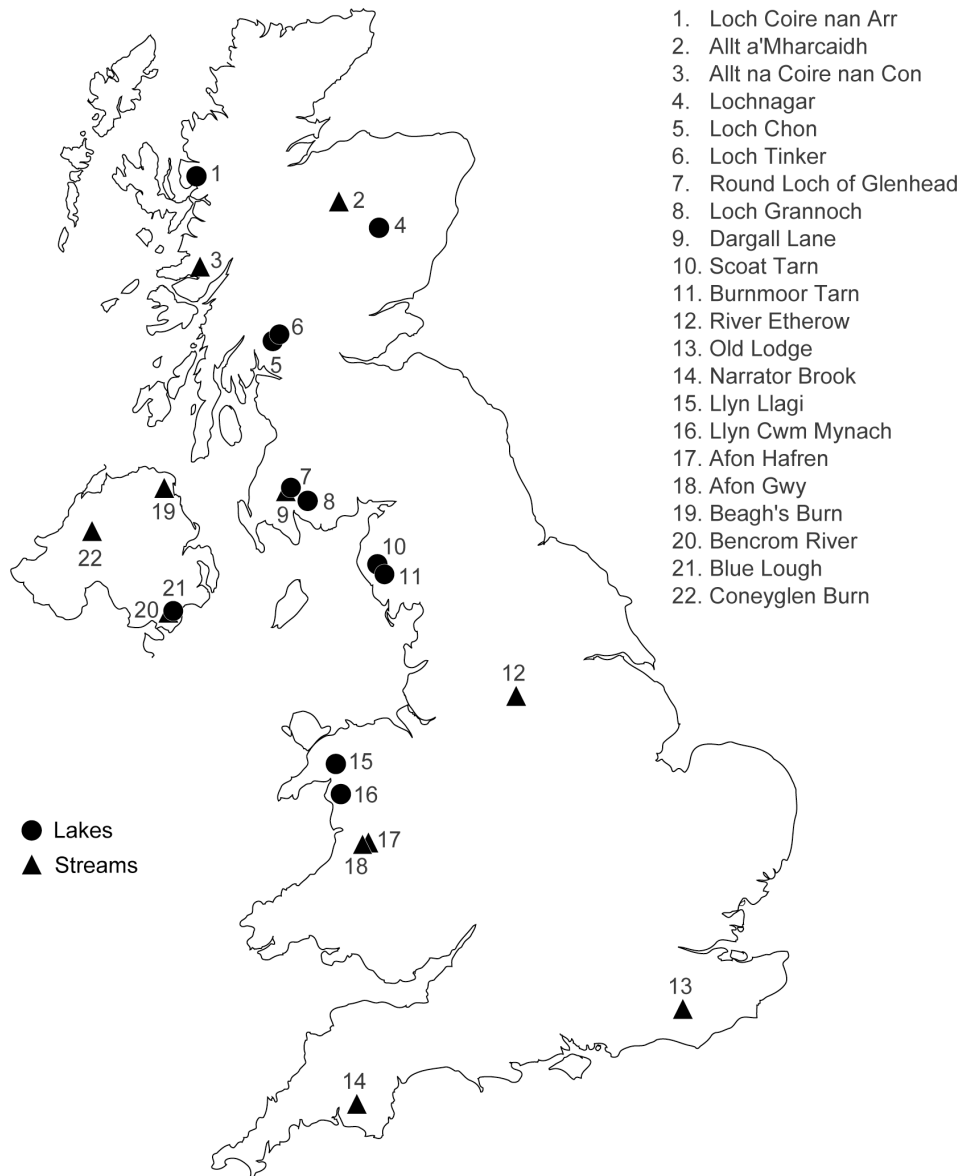 1. Loch Coire nan Arr
2. Allt a'Mharcaidh
3. Allt na Coire nan Con
4. Lochnagar
5. Loch Chon
6. Loch Tinker
7. Round Loch of Glenhead
8. Loch Grannoch
9. Dargall Lane
10. Scoat Tarn
11. Burnmoor Tarn
12. River Etherow
13. Old Lodge
14. Narrator Brook
15. Llyn Llagi
16. Llyn Cwm Mynach
17. Afon Hafren
18. Afon Gwy
19. Beagh's Burn
20. Bencrom River
21. Blue Lough
22. Coneyglen Burn
1
2
4
3
6
5
7
8
9
19
22
10
11
21
20
12
15
16
17
18
13
14
Lakes
Streams